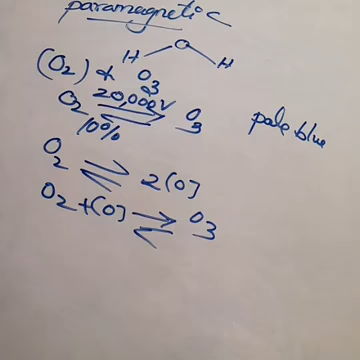 paramagnetic
O
H H
(O₂) & O₃
20,000V
O₂ ⇌ O₃ pale blue
10%
O₂ ⇌ 2[O]
O₂ + [O] ⇌ O₃